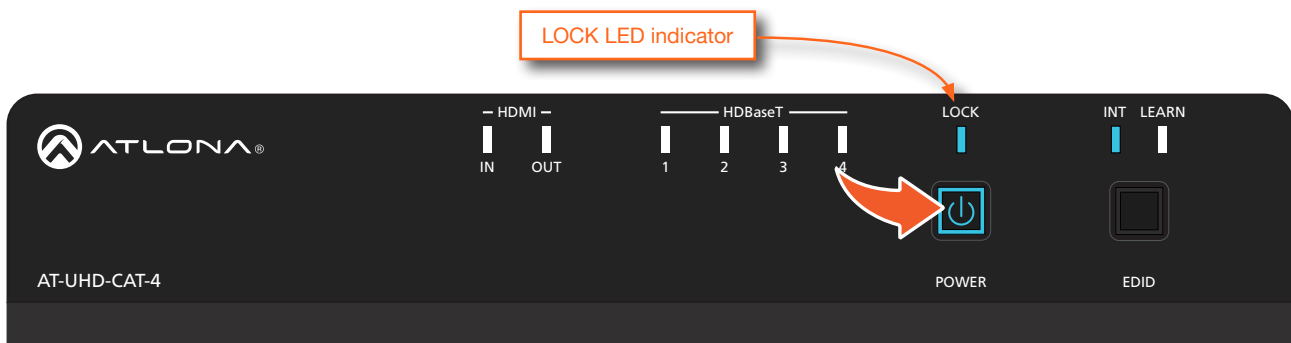 LOCK LED indicator
HDMI
HDBaseT
LOCK
INT LEARN
ATLONA®
IN OUT
1 2 3 4
AT-UHD-CAT-4
POWER
EDID